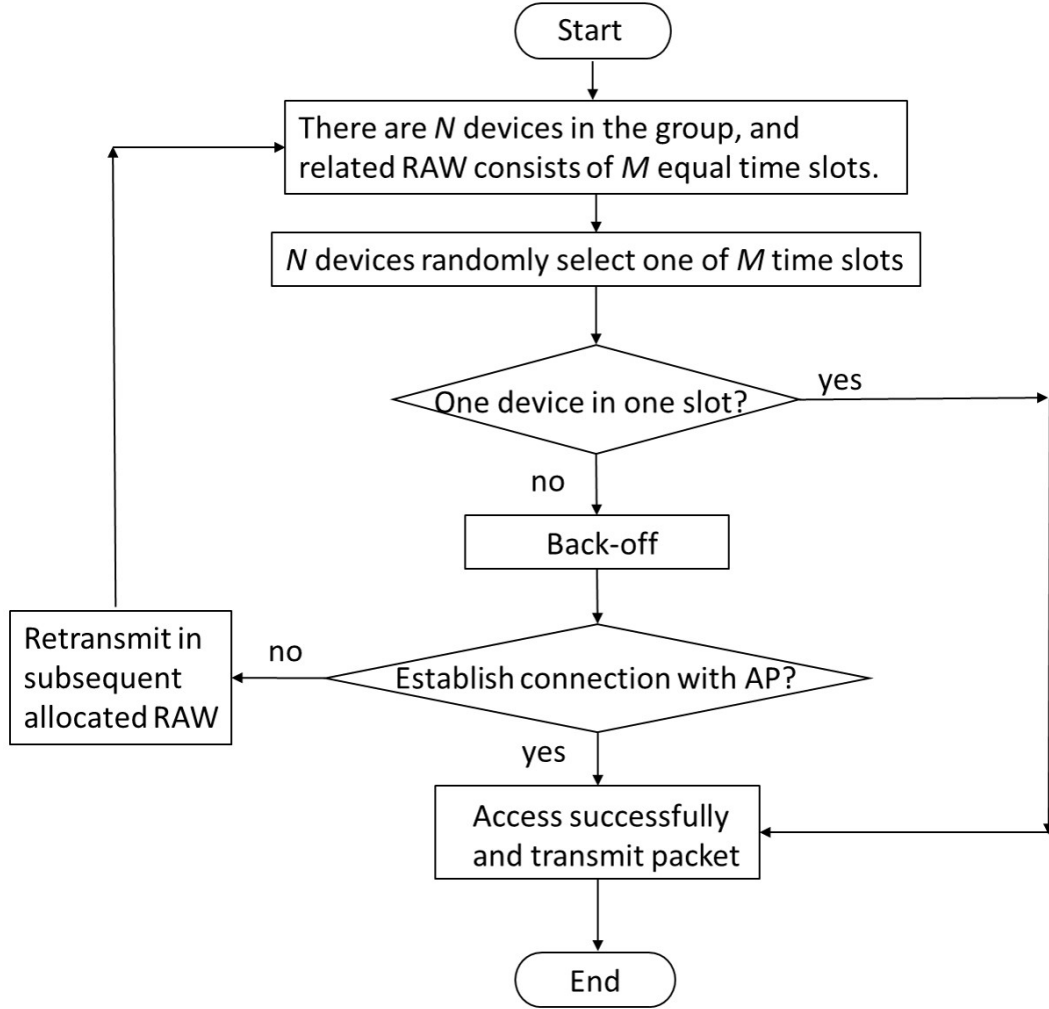 Start
There are N devices in the group, and
related RAW consists of M equal time slots.
N devices randomly select one of M time slots
One device in one slot?
yes
no
Back-off
Establish connection with AP?
no
Retransmit in
subsequent
allocated RAW
yes
Access successfully
and transmit packet
End